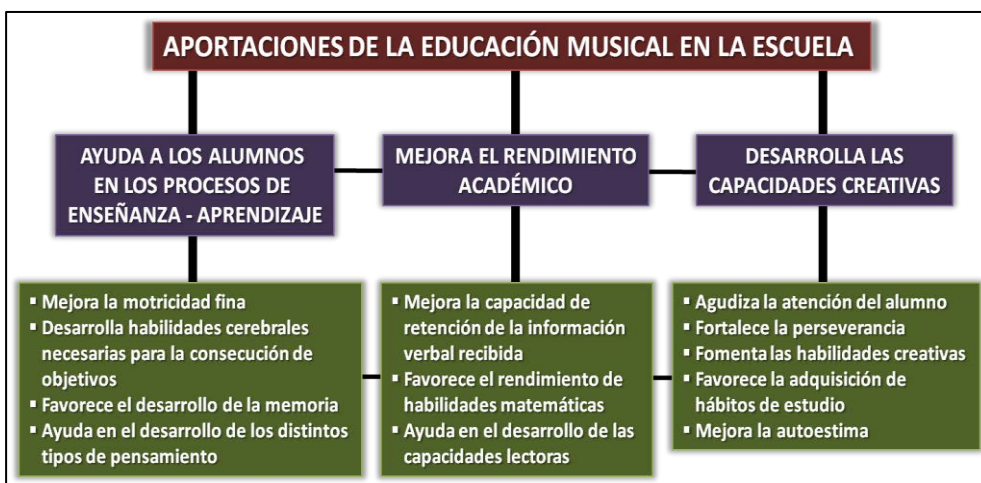 APORTACIONES DE LA EDUCACIÓN MUSICAL EN LA ESCUELA
AYUDA A LOS ALUMNOS
EN LOS PROCESOS DE
ENSEÑANZA - APRENDIZAJE
MEJORA EL RENDIMIENTO
ACADÉMICO
DESARROLLA LAS
CAPACIDADES CREATIVAS
▪ Mejora la motricidad fina
▪ Desarrolla habilidades cerebrales
necesarias para la consecución de
objetivos
▪ Favorece el desarrollo de la memoria
▪ Ayuda en el desarrollo de los distintos
tipos de pensamiento
▪ Mejora la capacidad de
retención de la información
verbal recibida
▪ Favorece el rendimiento de
habilidades matemáticas
▪ Ayuda en el desarrollo de las
capacidades lectoras
▪ Agudiza la atención del alumno
▪ Fortalece la perseverancia
▪ Fomenta las habilidades creativas
▪ Favorece la adquisición de
hábitos de estudio
▪ Mejora la autoestima